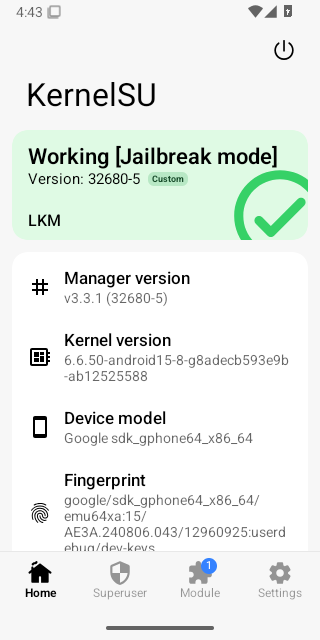 4:43
KernelSU
Working [Jailbreak mode]
Version: 32680-5 Custom
LKM
Manager version
v3.3.1 (32680-5)
Kernel version
6.6.50-android15-8-g8adecb593e9b
-ab12525588
Device model
Google sdk_gphone64_x86_64
Fingerprint
google/sdk_gphone64_x86_64/
emu64xa:15/
AE3A.240806.043/12960925:userd
ebug/dev-keys
1
Home Superuser Module Settings